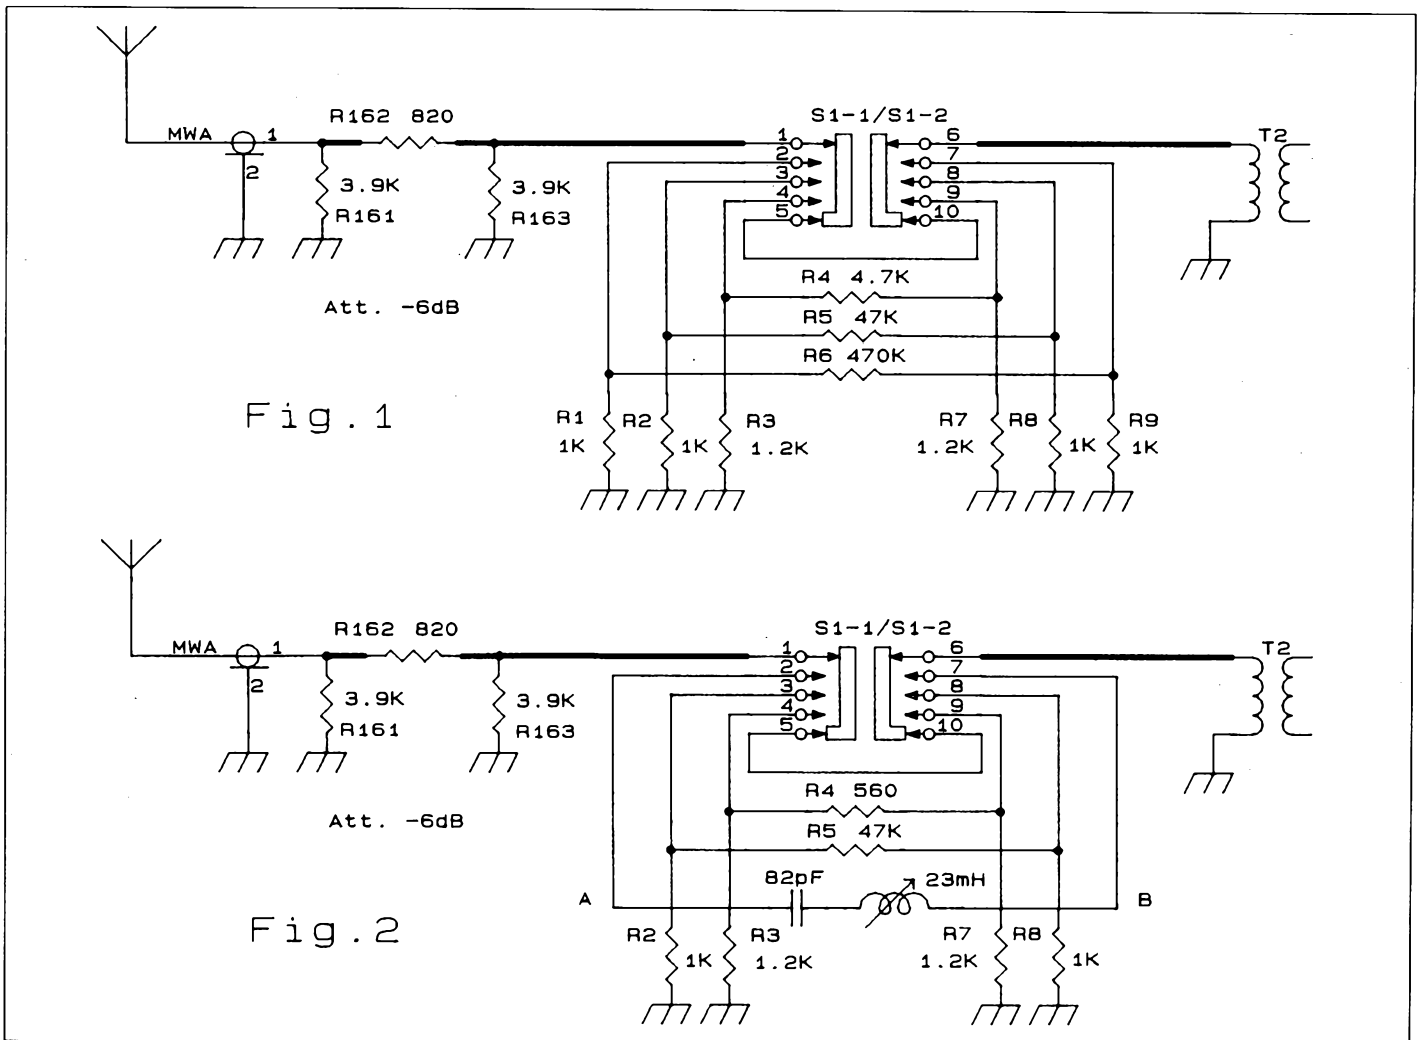 R162 820
S1-1/S1-2
MWA 1
2
3.9K
R161
3.9K
R163
1
2
3
4
5
6
7
8
9
10
T2
Att. -6dB
R4 4.7K
R5 47K
R6 470K
Fig.1
R1
1K
R2
1K
R3
1.2K
R7
1.2K
R8
1K
R9
1K
R162 820
S1-1/S1-2
MWA 1
2
3.9K
R161
3.9K
R163
1
2
3
4
5
6
7
8
9
10
T2
Att. -6dB
R4 560
R5 47K
A
82pF
23mH
B
Fig.2
R2
1K
R3
1.2K
R7
1.2K
R8
1K